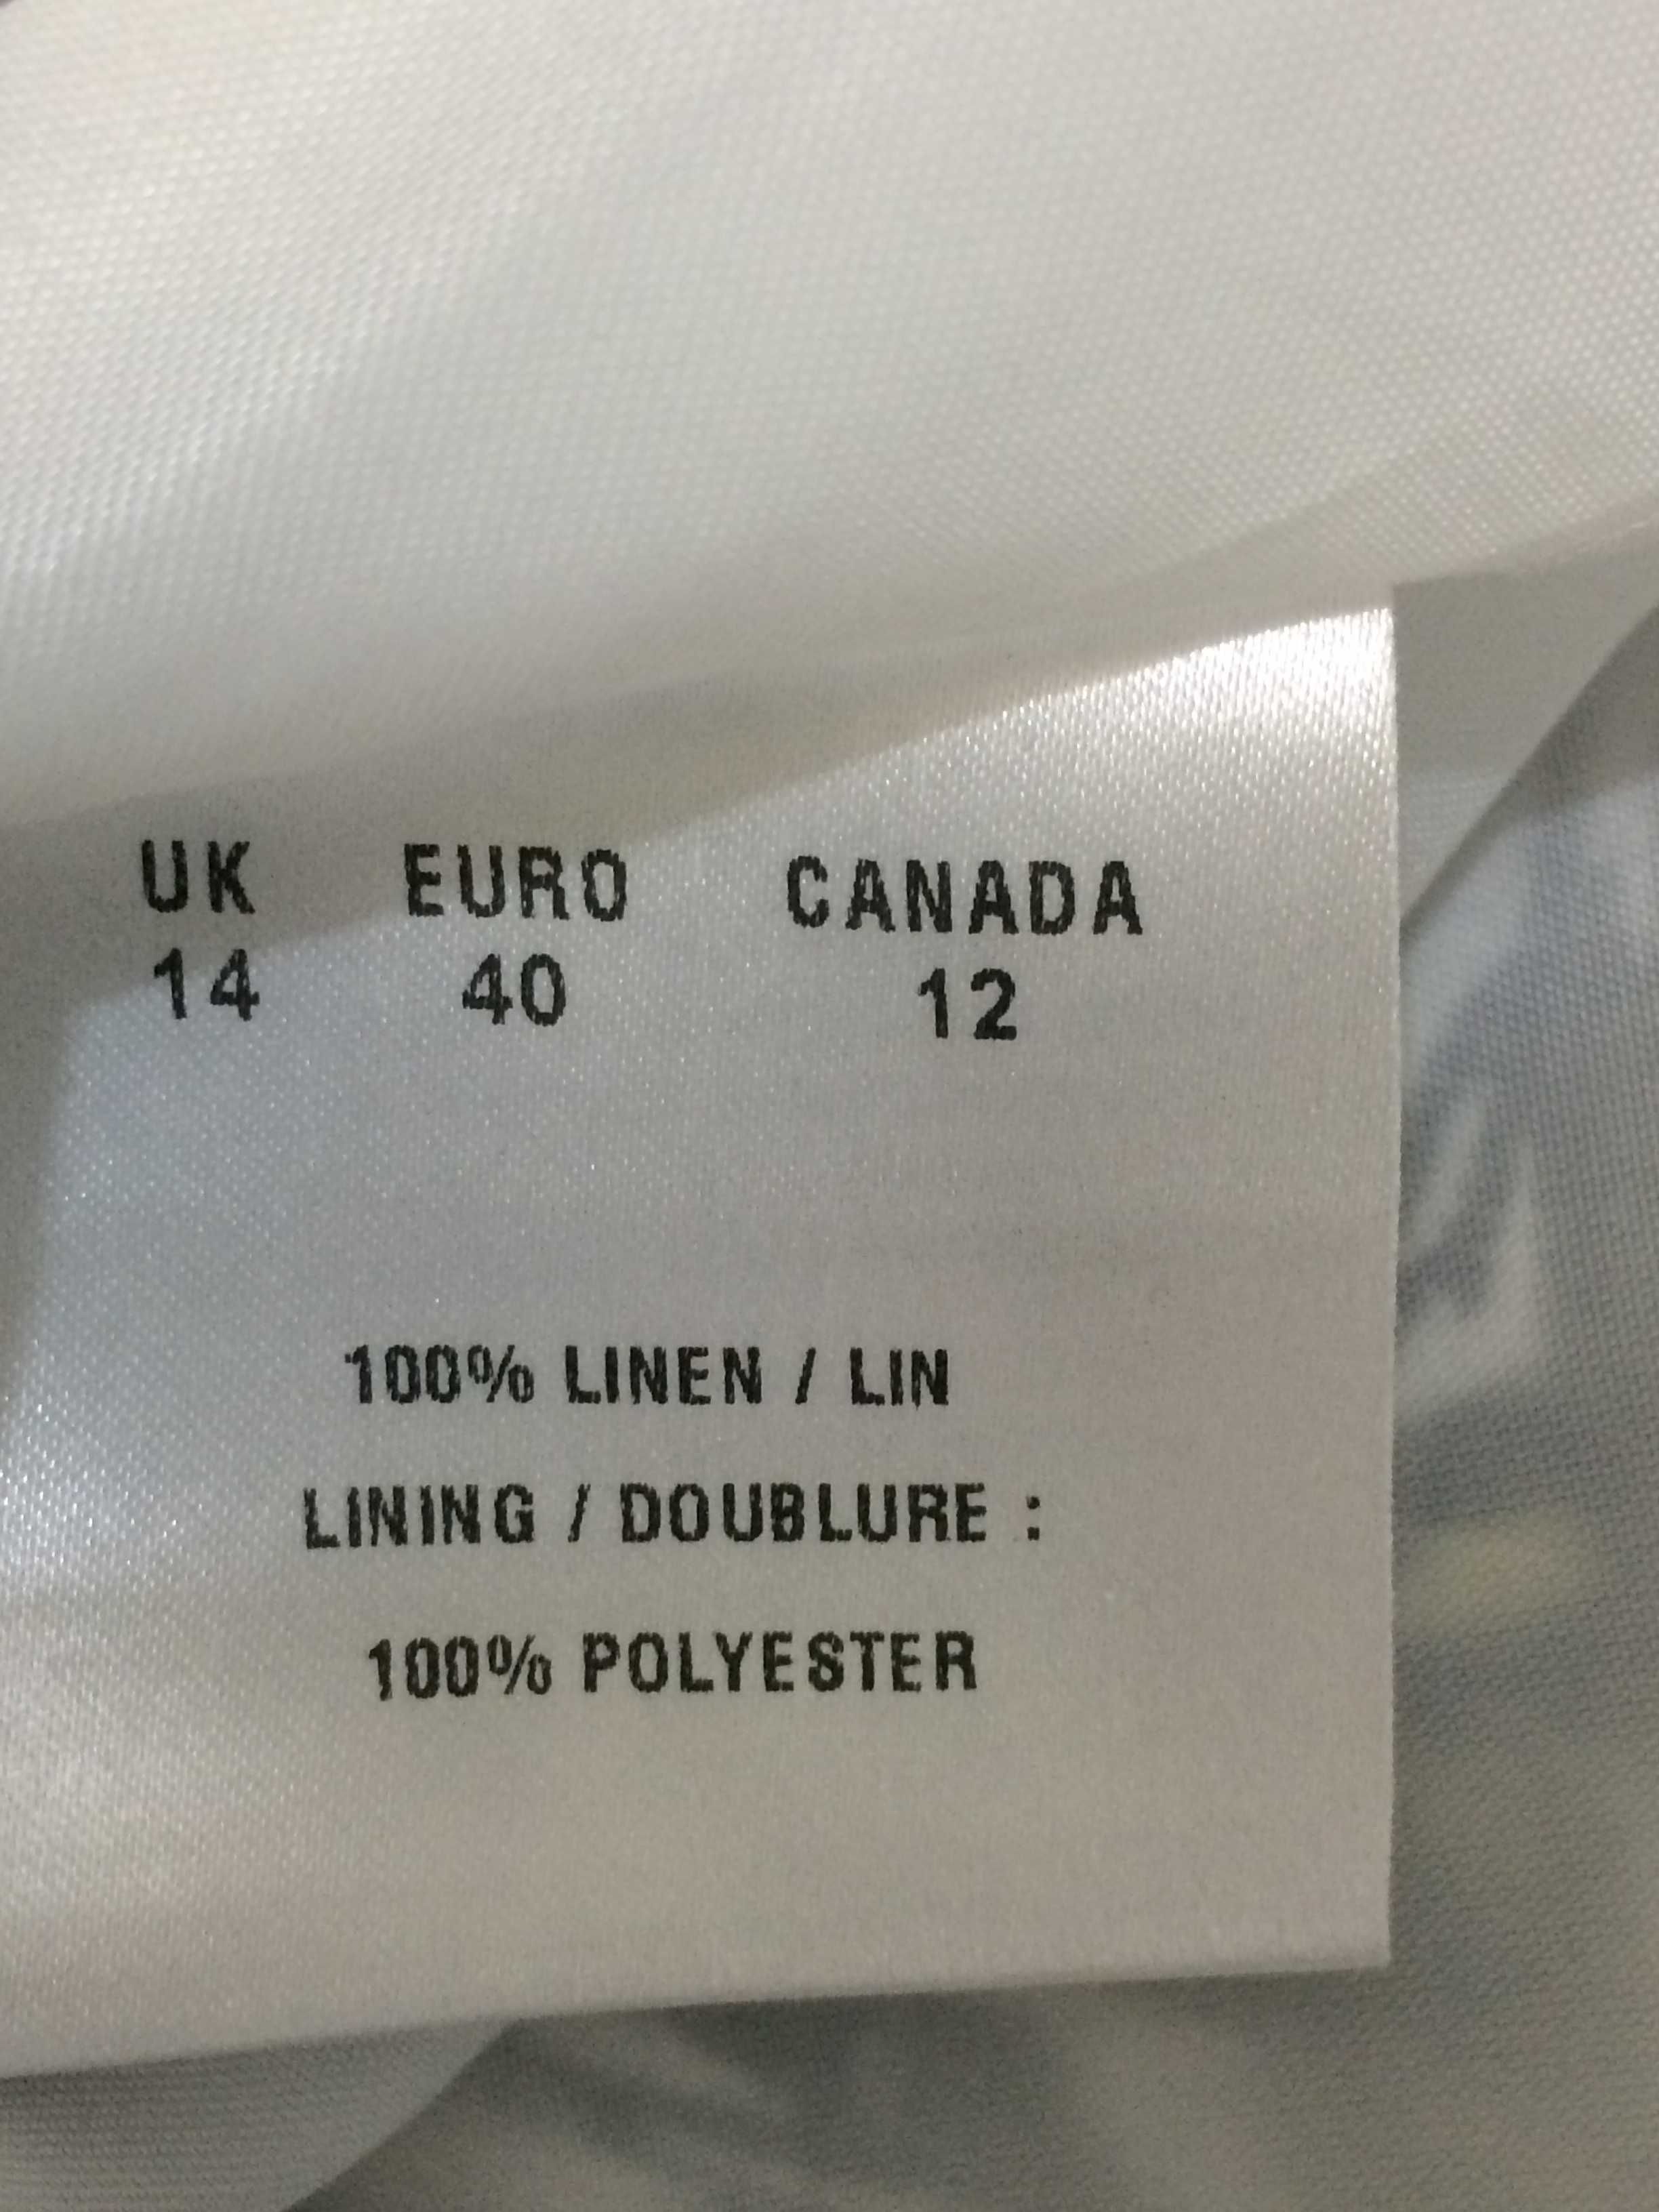 UK EURO CANADA
14 40 12
100% LINEN / LIN
LINING / DOUBLURE :
100% POLYESTER